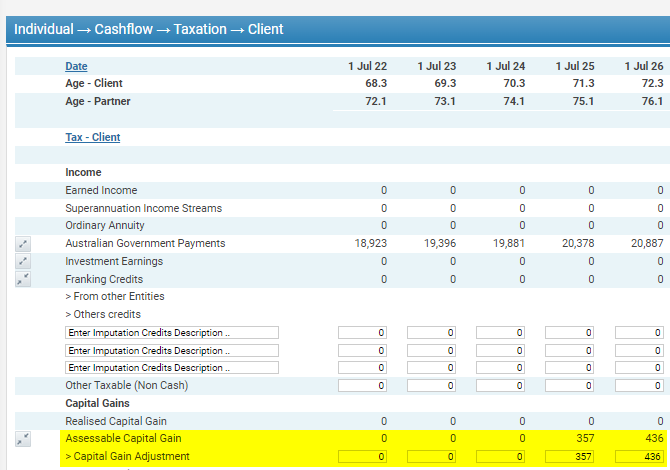 Individual → Cashflow → Taxation → Client
Date 1 Jul 22 1 Jul 23 1 Jul 24 1 Jul 25 1 Jul 26
Age - Client 68.3 69.3 70.3 71.3 72.3
Age - Partner 72.1 73.1 74.1 75.1 76.1
Tax - Client
Income
Earned Income 0 0 0 0 0
Superannuation Income Streams 0 0 0 0 0
Ordinary Annuity 0 0 0 0 0
Australian Government Payments 18,923 19,396 19,881 20,378 20,887
Investment Earnings 0 0 0 0 0
Franking Credits 0 0 0 0 0
> From other Entities
> Others credits
Enter Imputation Credits Description .. 0 0 0 0 0
Enter Imputation Credits Description .. 0 0 0 0 0
Enter Imputation Credits Description .. 0 0 0 0 0
Other Taxable (Non Cash) 0 0 0 0 0
Capital Gains
Realised Capital Gain 0 0 0 0 0
Assessable Capital Gain 0 0 0 357 436
> Capital Gain Adjustment 0 0 0 357 436